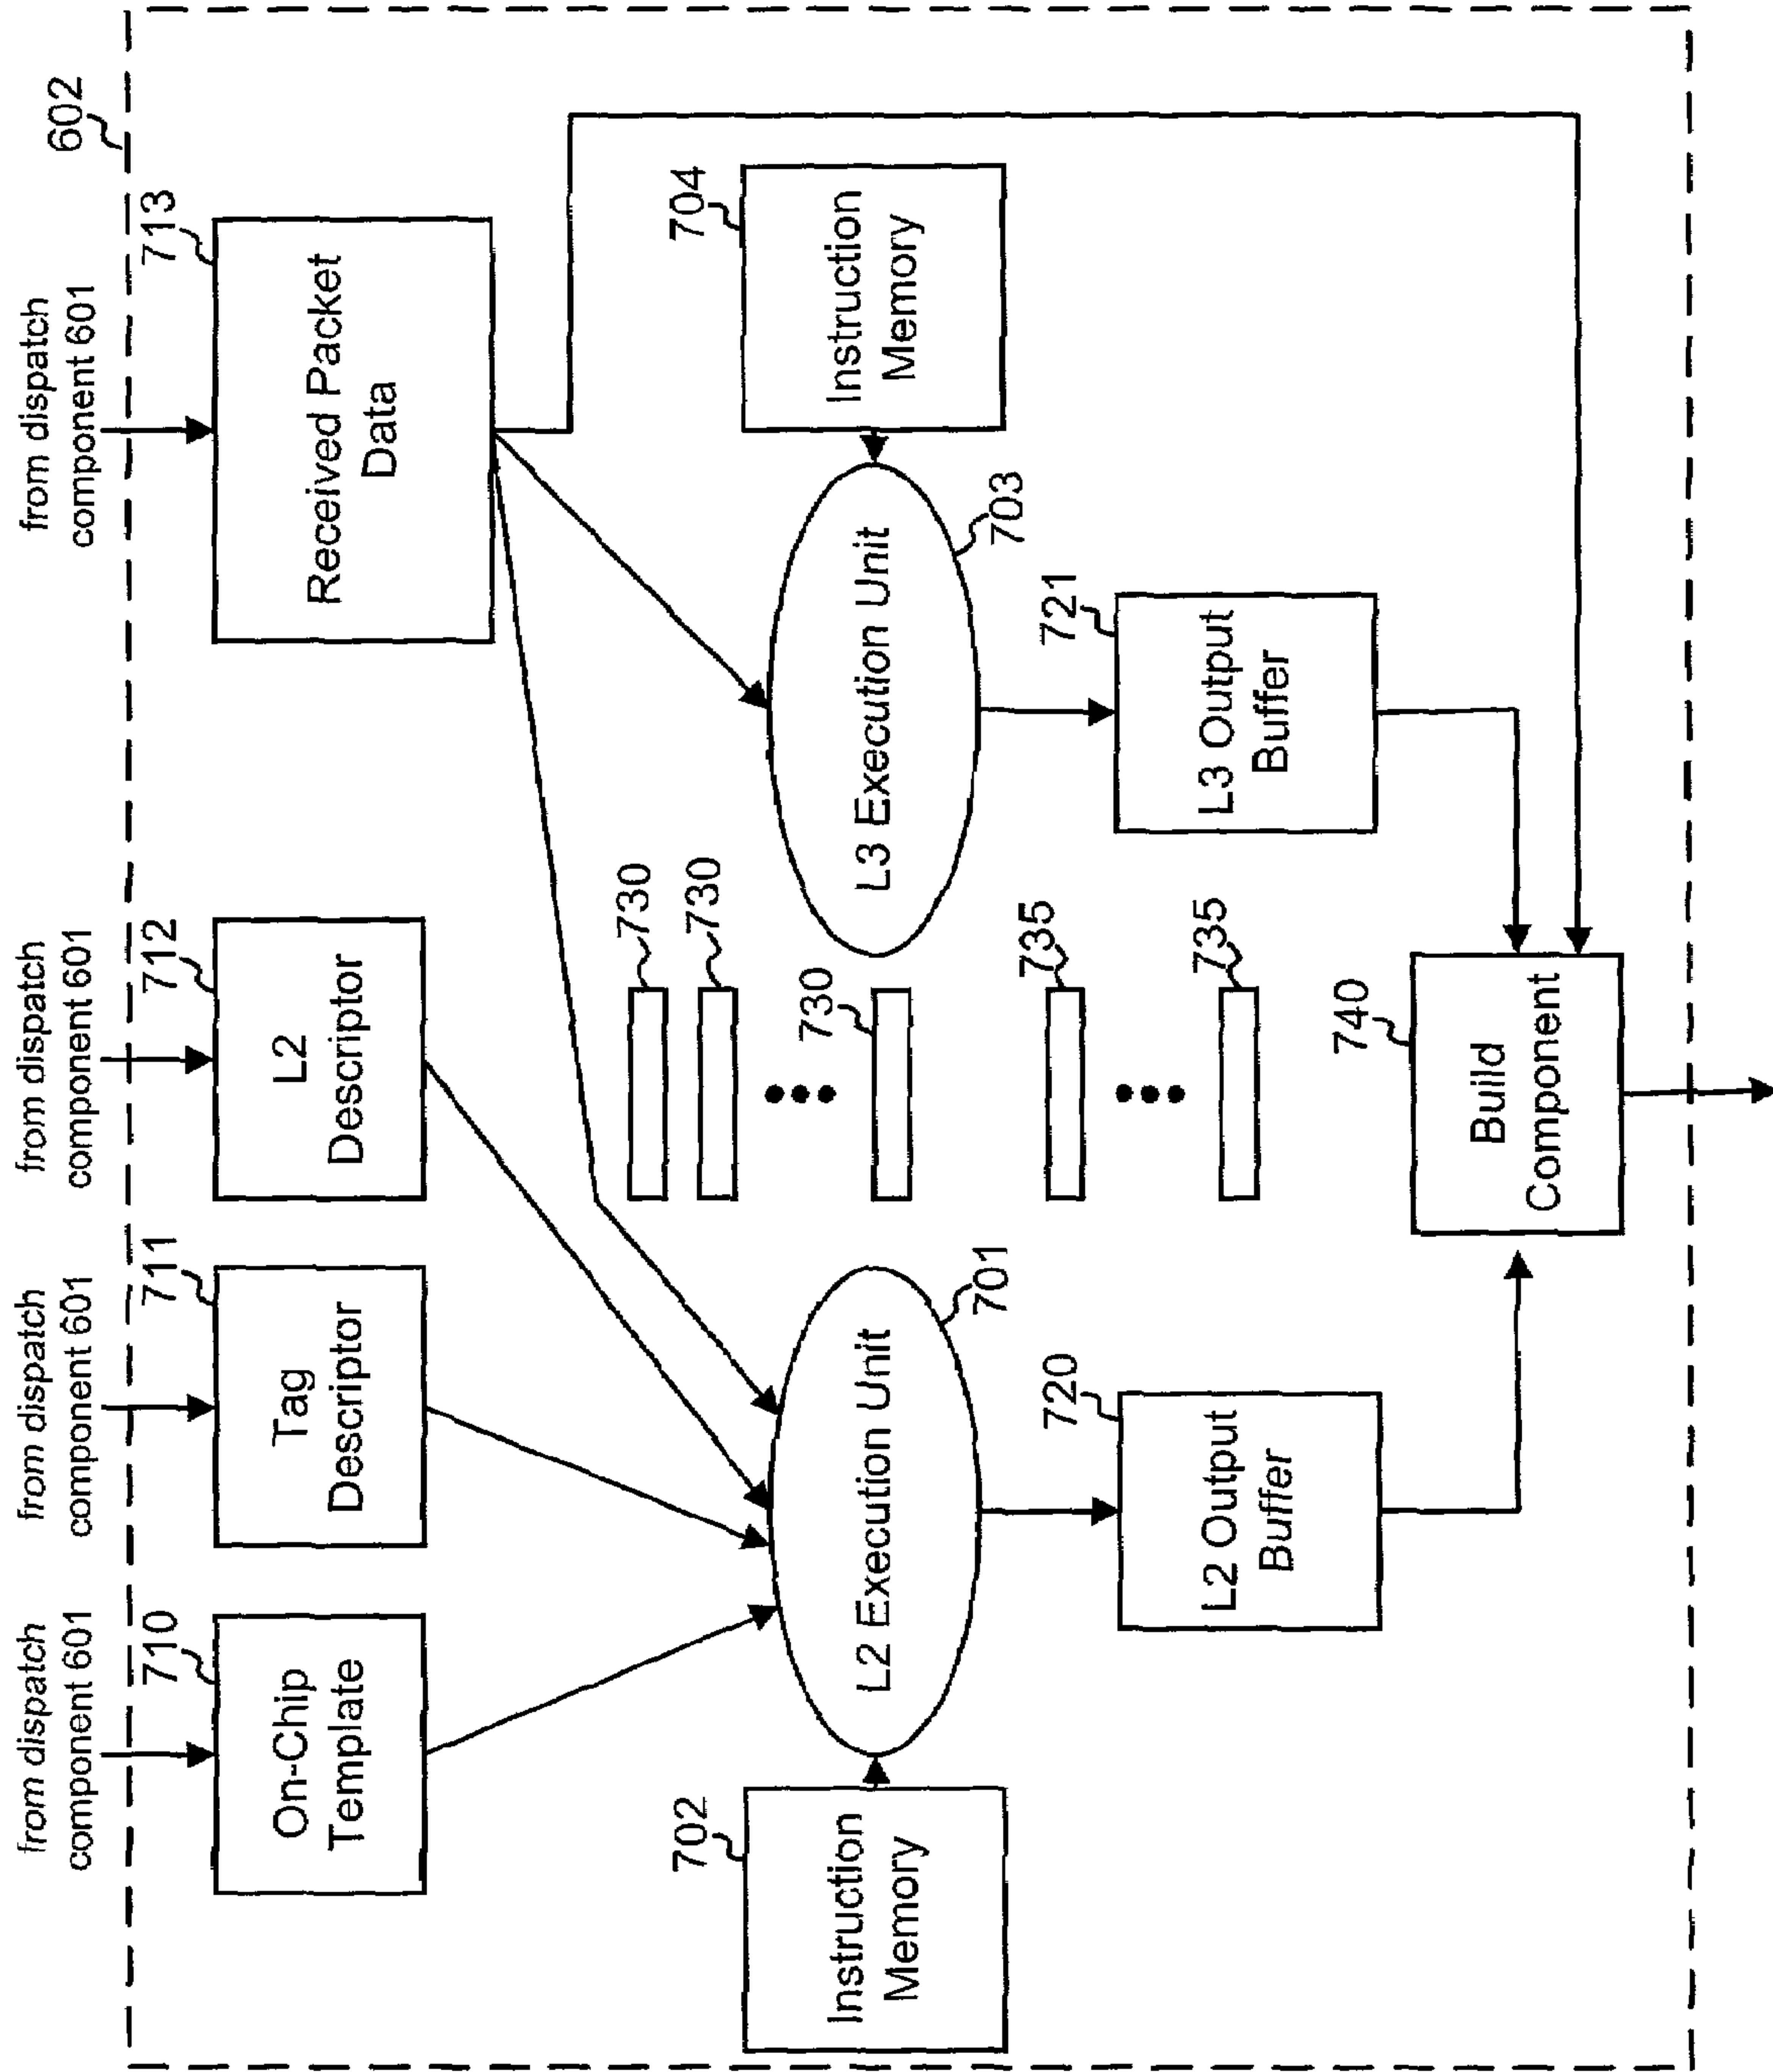 from dispatch
component 601
from dispatch
component 601
from dispatch
component 601
from dispatch
component 601
602
710
711
712
713
On-Chip
Template
Tag
Descriptor
L2
Descriptor
Received Packet
Data
730
730
730
702
704
Instruction
Memory
L2 Execution Unit
L3 Execution Unit
Instruction
Memory
701
703
735
735
720
721
L2 Output
Buffer
L3 Output
Buffer
740
Build
Component